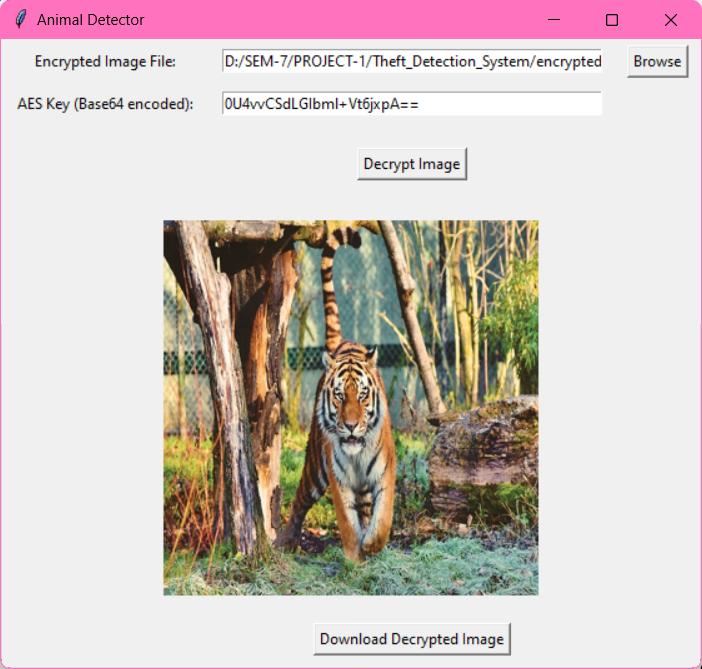 Animal Detector
Encrypted Image File: D:/SEM-7/PROJECT-1/Theft_Detection_System/encrypted Browse
AES Key (Base64 encoded): 0U4vvCSdLGIbmI+Vt6jxpA==
Decrypt Image
Download Decrypted Image